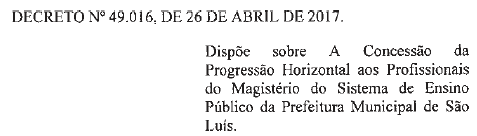 DECRETO Nº 49.016, DE 26 DE ABRIL DE 2017.
Dispõe sobre A Concessão da
Progressão Horizontal aos Profissionais
do Magistério do Sistema de Ensino
Público da Prefeitura Municipal de São
Luís.